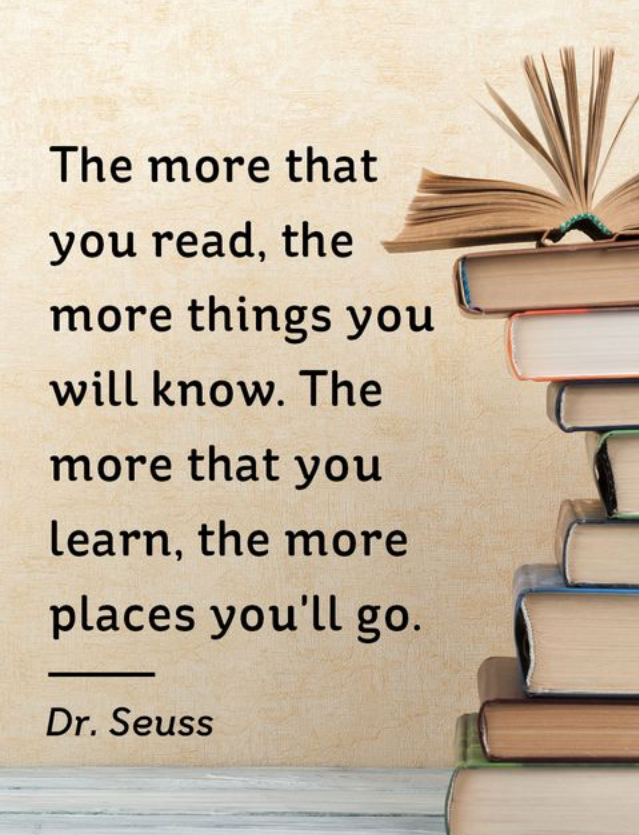 The more that
you read, the
more things you
will know. The
more that you
learn, the more
places you'll go.
Dr. Seuss